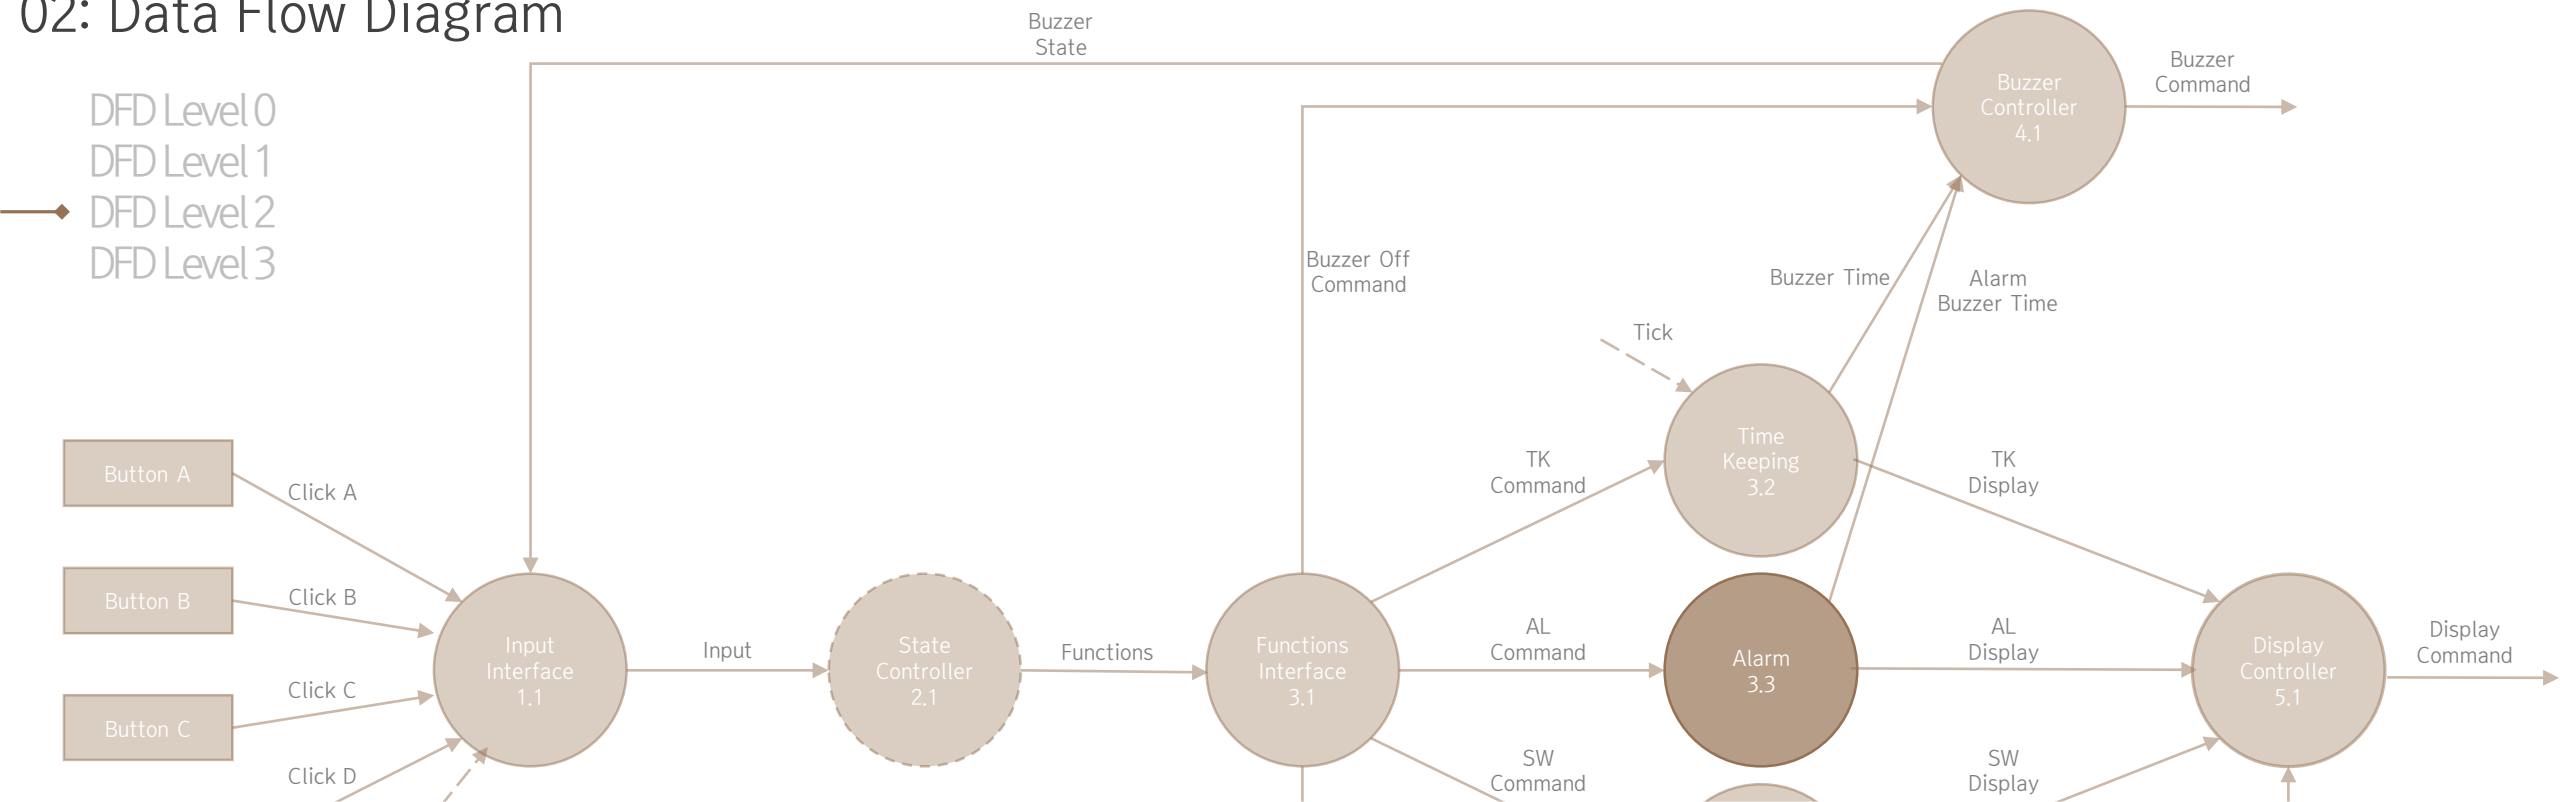 02: Data Flow Diagram
DFD Level 0
DFD Level 1
DFD Level 2
DFD Level 3
Buzzer
State
Buzzer
Controller
4.1
Buzzer
Command
Buzzer Off
Command
Buzzer Time
Alarm
Buzzer Time
Tick
Time
Keeping
3.2
TK
Command
TK
Display
Button A
Click A
Button B
Click B
Button C
Click C
Click D
Input
Interface
1.1
Input
State
Controller
2.1
Functions
Functions
Interface
3.1
AL
Command
Alarm
3.3
AL
Display
Display
Controller
5.1
Display
Command
SW
Command
SW
Display